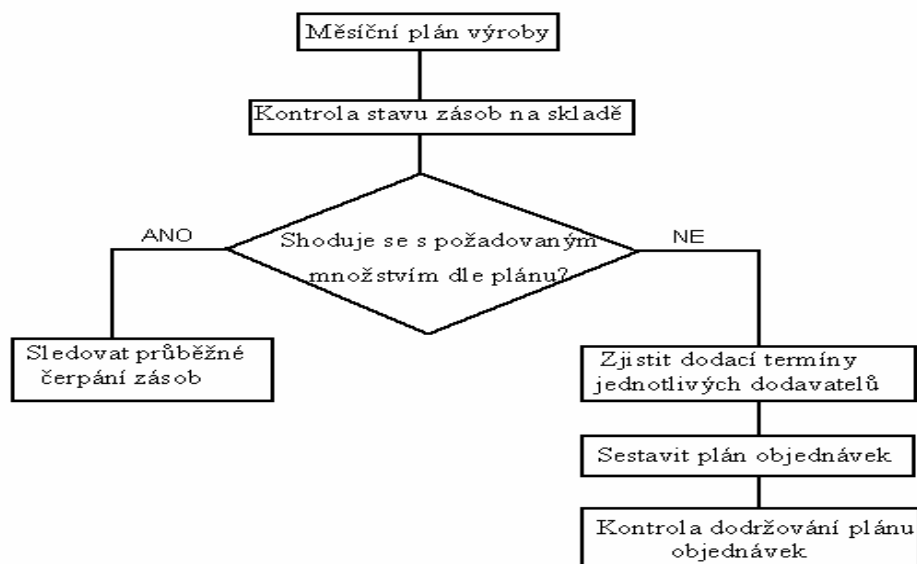 Měsíční plán výroby
Kontrola stavu zásob na skladě
ANO
Shoduje se s požadovaným
množstvím dle plánu?
NE
Sledovat průběžné
čerpání zásob
Zjistit dodací termíny
jednotlivých dodavatelů
Sestavit plán objednávek
Kontrola dodržování plánu
objednávek